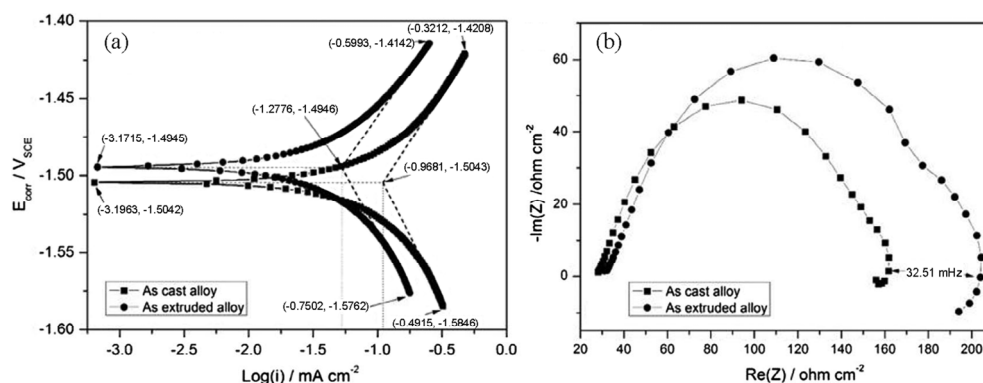 (a)
-1.40
-1.45
-1.50
-1.55
-1.60
E_corr / V_SCE
(-0.3212, -1.4208)
(-0.5993, -1.4142)
(-1.2776, -1.4946)
(-3.1715, -1.4945)
(-0.9681, -1.5043)
(-3.1963, -1.5042)
(-0.7502, -1.5762)
(-0.4915, -1.5846)
As cast alloy
As extruded alloy
-3.0 -2.5 -2.0 -1.5 -1.0 -0.5 0.0
Log(i) / mA cm⁻²
(b)
60
40
20
0
-Im(Z) /ohm cm⁻²
32.51 mHz
As cast alloy
As extruded alloy
20 40 60 80 100 120 140 160 180 200
Re(Z) / ohm cm⁻²